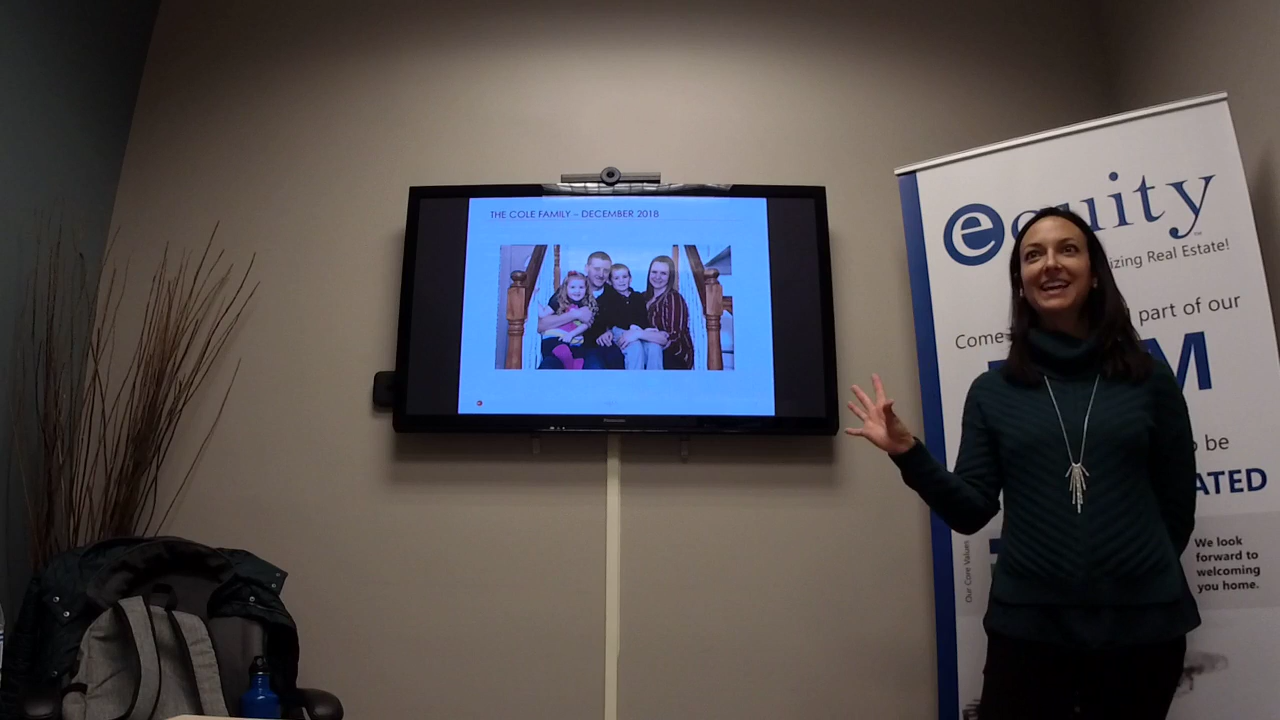 THE COLE FAMILY – DECEMBER 2018
Panasonic
equity
izing Real Estate!
Come
part of our
M
be
ATED
Our Core Values
We look
forward to
welcoming
you home.